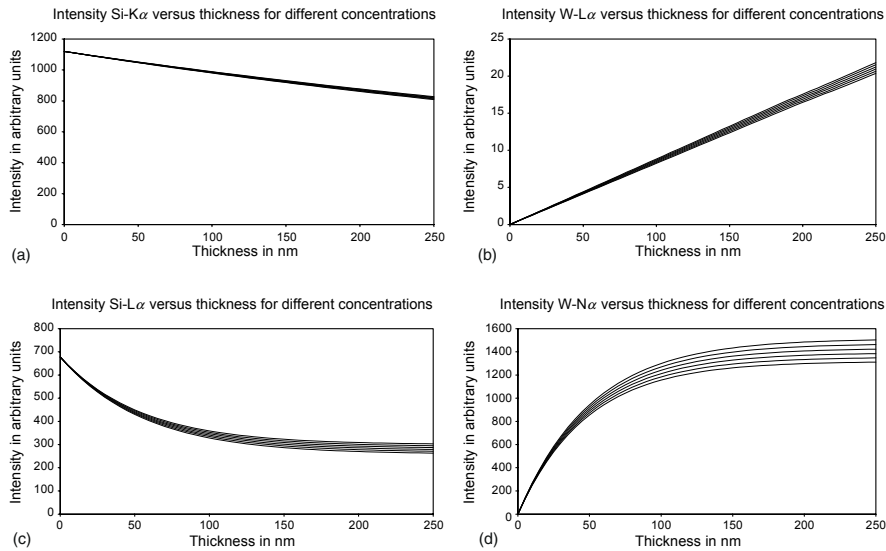 Intensity Si-Kα versus thickness for different concentrations
Intensity in arbitrary units
1200
1000
800
600
400
200
0
0 50 100 150 200 250
Thickness in nm
(a)
Intensity W-Lα versus thickness for different concentrations
Intensity in arbitrary units
25
20
15
10
5
0
0 50 100 150 200 250
Thickness in nm
(b)
Intensity Si-Lα versus thickness for different concentrations
Intensity in arbitrary units
800
700
600
500
400
300
200
100
0
0 50 100 150 200 250
Thickness in nm
(c)
Intensity W-Nα versus thickness for different concentrations
Intensity in arbitrary units
1600
1400
1200
1000
800
600
400
200
0
0 50 100 150 200 250
Thickness in nm
(d)